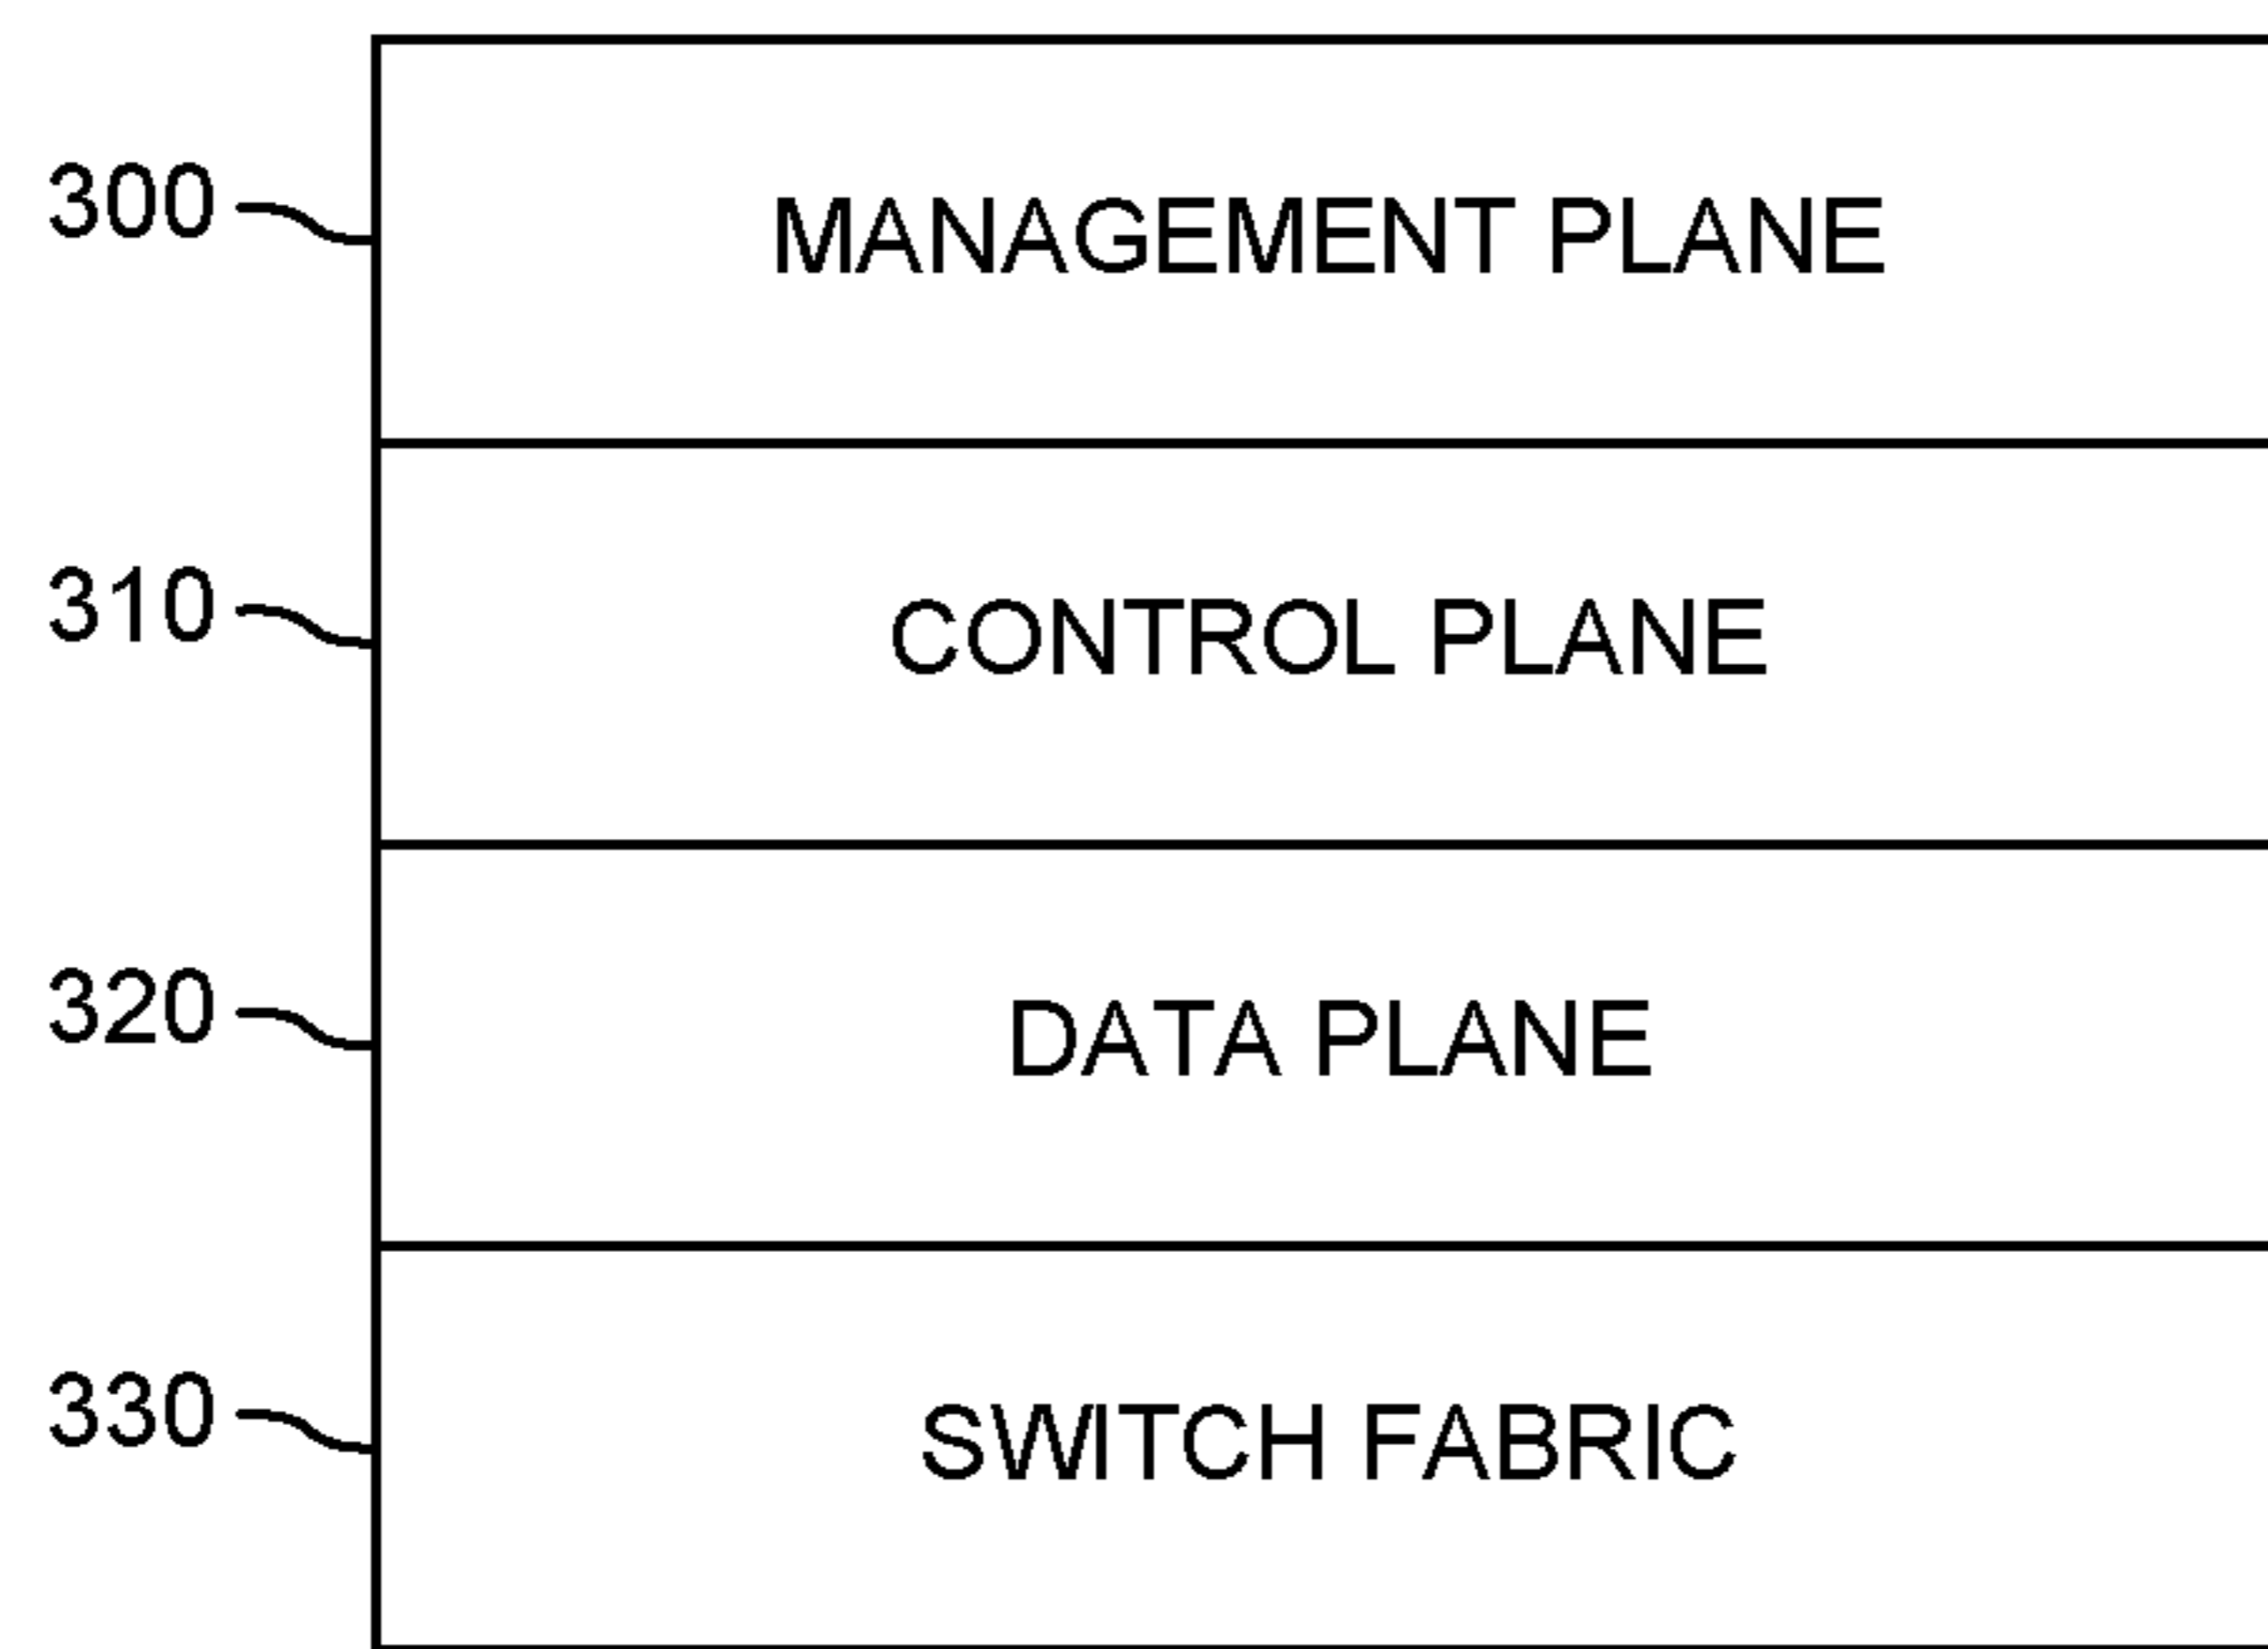 300 MANAGEMENT PLANE
310 CONTROL PLANE
320 DATA PLANE
330 SWITCH FABRIC